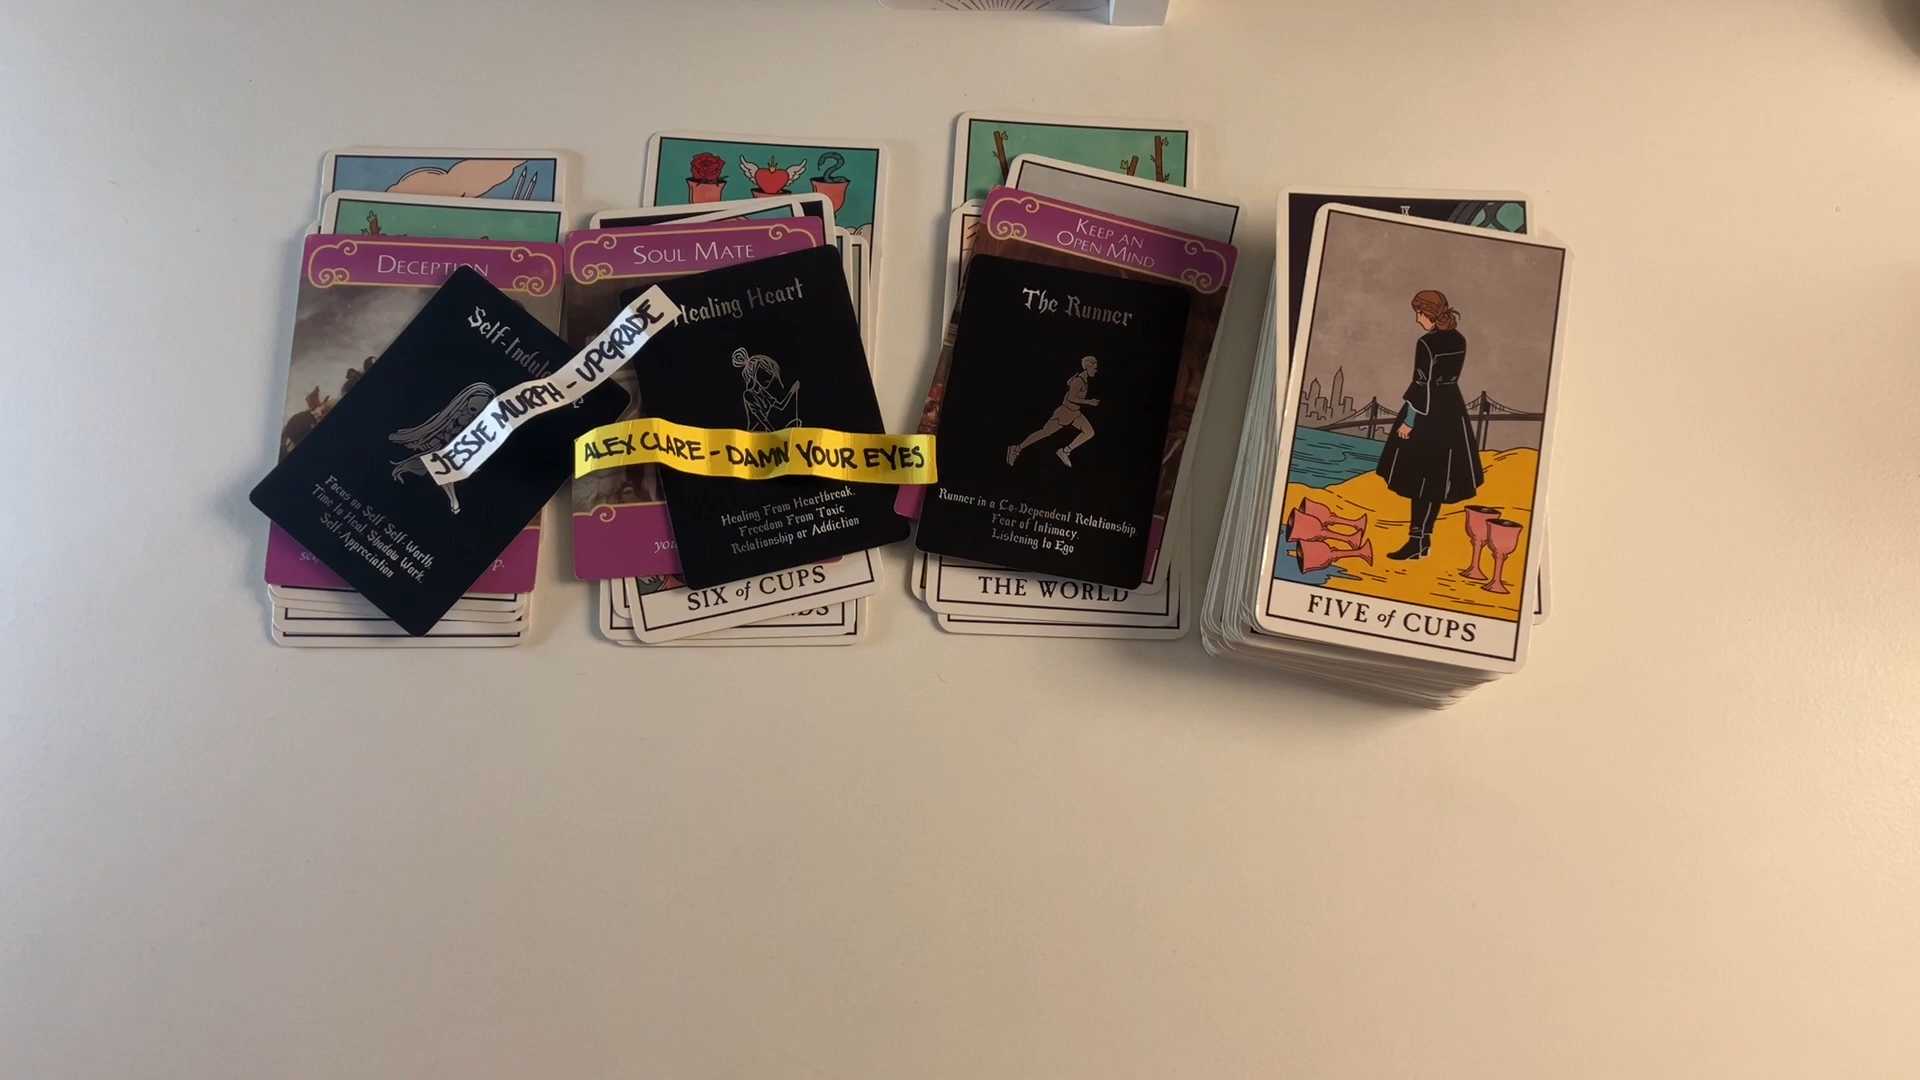 DECEPTION
Self-Indul
Focus on Self, Self-Worth,
Time to Heal, Shadow Work,
Self-Appreciation
JESSIE MURPH - UPGRADE
SOUL MATE
Healing Heart
ALEX CLARE - DAMN YOUR EYES
Healing From Heartbreak,
Freedom From Toxic
Relationship or Addiction
you
SIX of CUPS
KEEP AN
OPEN MIND
The Runner
Runner in a Co-Dependent Relationship,
Fear of Intimacy,
Listening to Ego
THE WORLD
IX
FIVE of CUPS